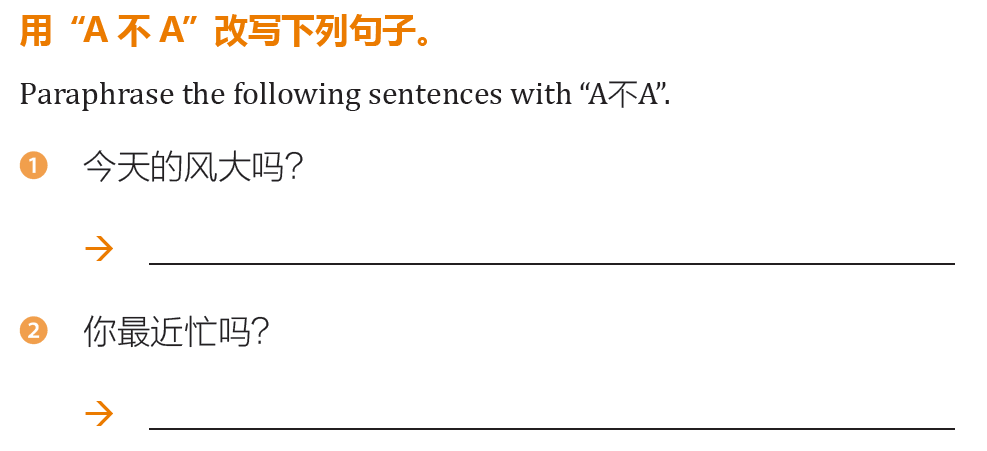 用“A 不 A”改写下列句子。
Paraphrase the following sentences with “A不A”.
1 今天的风大吗？
→
2 你最近忙吗？
→